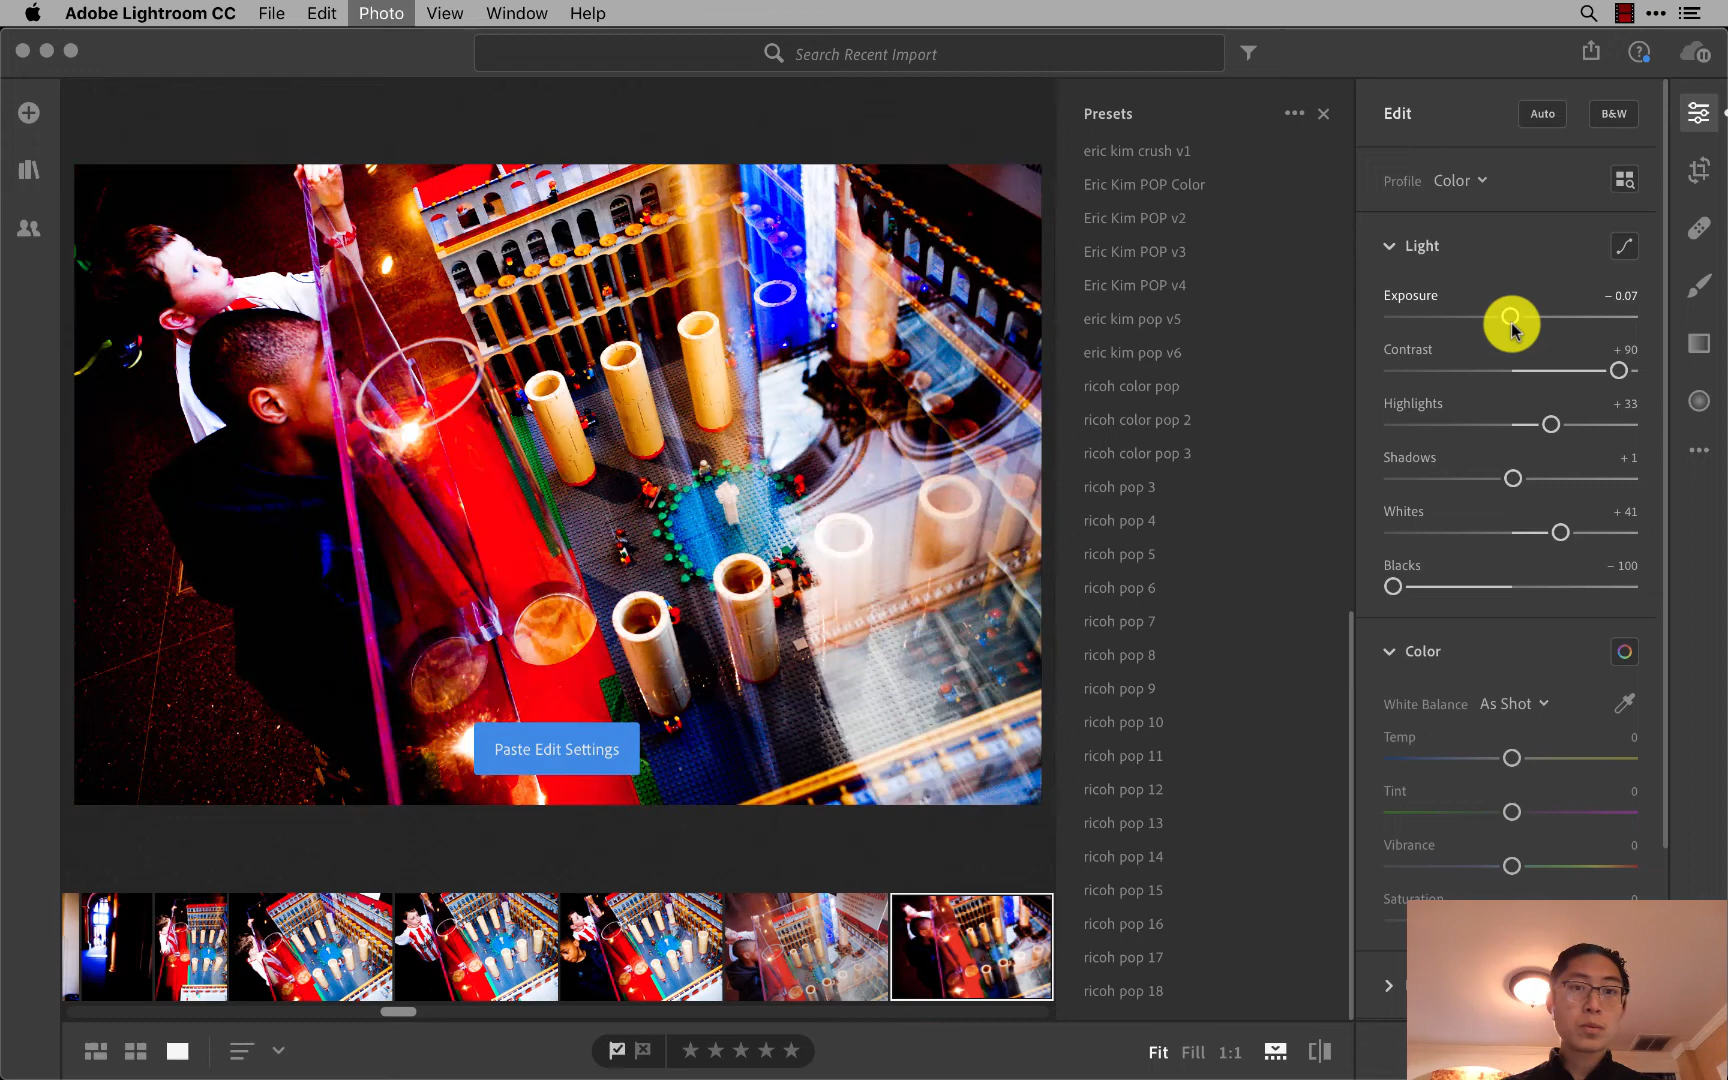 Adobe Lightroom CC File Edit Photo View Window Help
Search Recent Import
Presets
eric kim crush v1
Eric Kim POP Color
Eric Kim POP v2
Eric Kim POP v3
Eric Kim POP v4
eric kim pop v5
eric kim pop v6
ricoh color pop
ricoh color pop 2
ricoh color pop 3
ricoh pop 3
ricoh pop 4
ricoh pop 5
ricoh pop 6
ricoh pop 7
ricoh pop 8
ricoh pop 9
ricoh pop 10
ricoh pop 11
ricoh pop 12
ricoh pop 13
ricoh pop 14
ricoh pop 15
ricoh pop 16
ricoh pop 17
ricoh pop 18
Edit Auto B&W
Profile Color
Light
Exposure – 0.07
Contrast + 90
Highlights + 33
Shadows + 1
Whites + 41
Blacks – 100
Color
White Balance As Shot
Temp 0
Tint 0
Vibrance 0
Saturation 0
Paste Edit Settings
Fit Fill 1:1